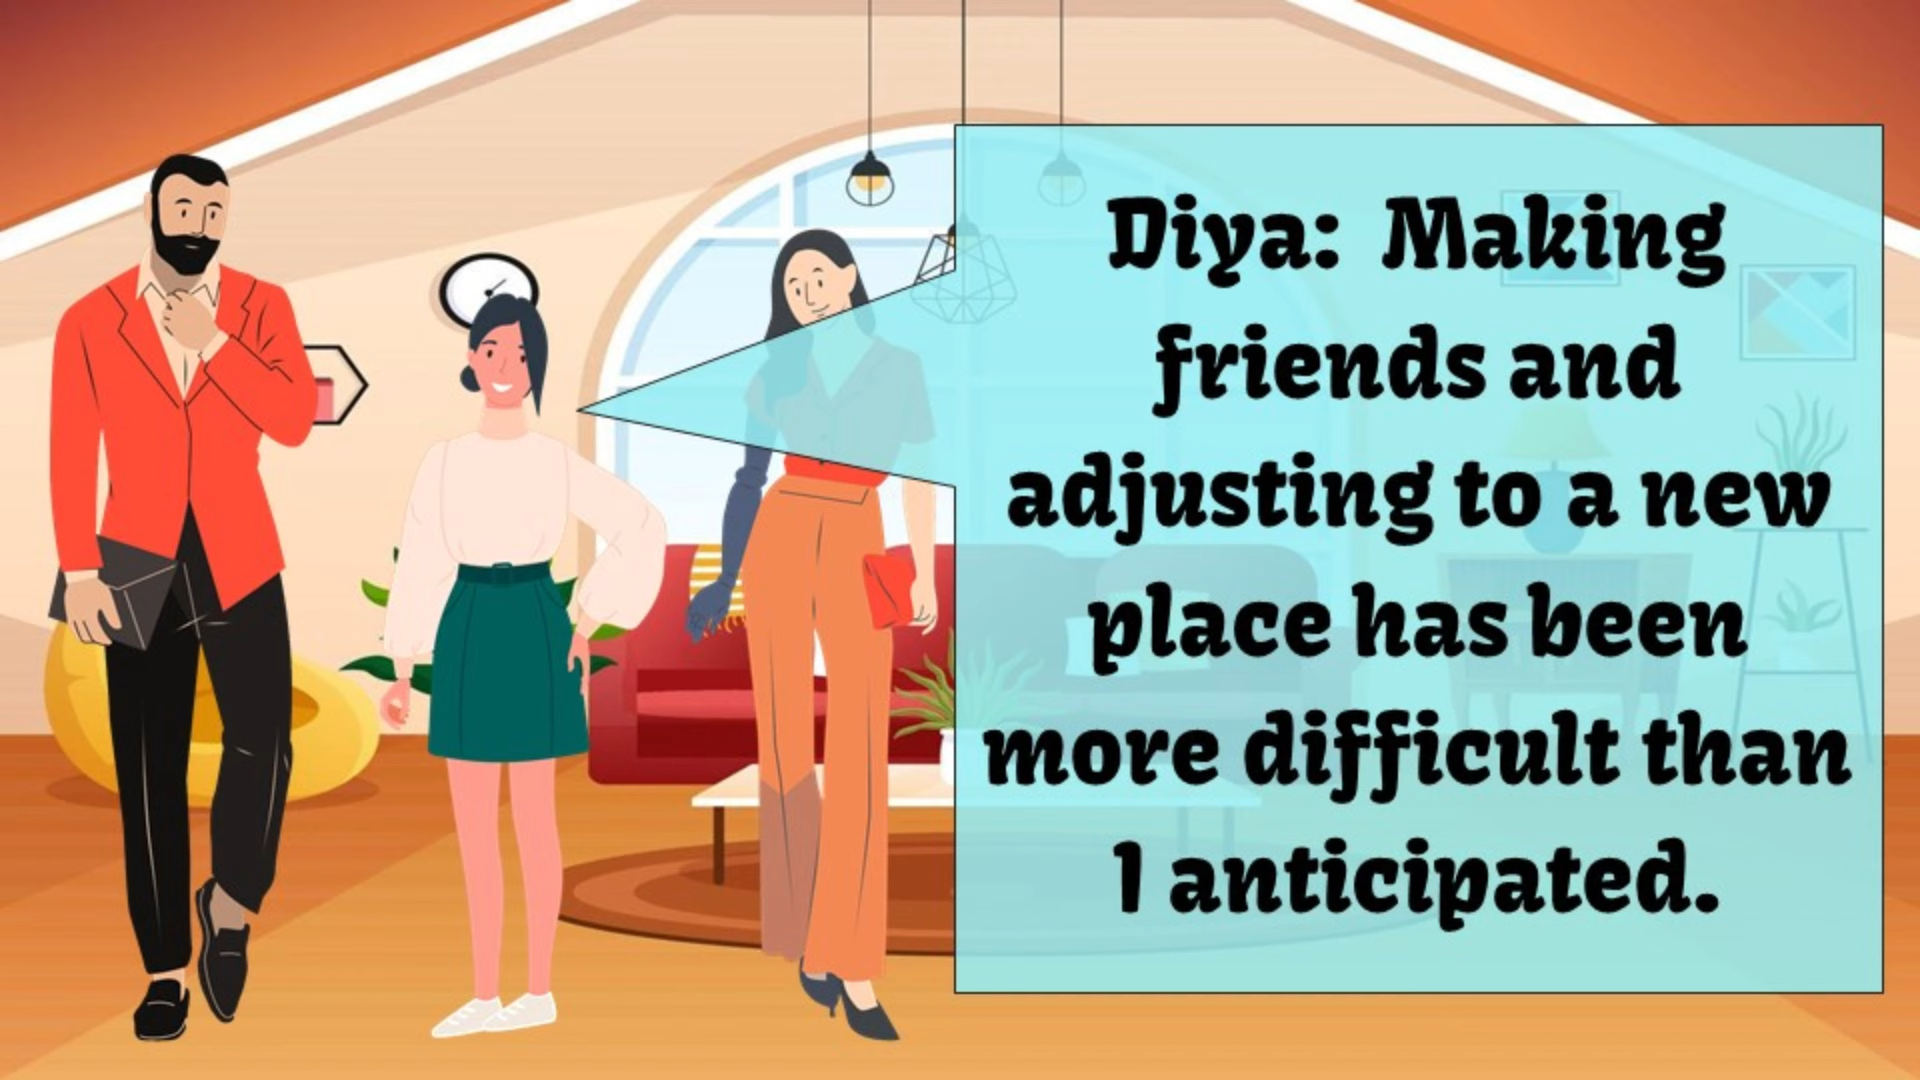 Diya:  Making
friends and
adjusting to a new
place has been
more difficult than
I anticipated.